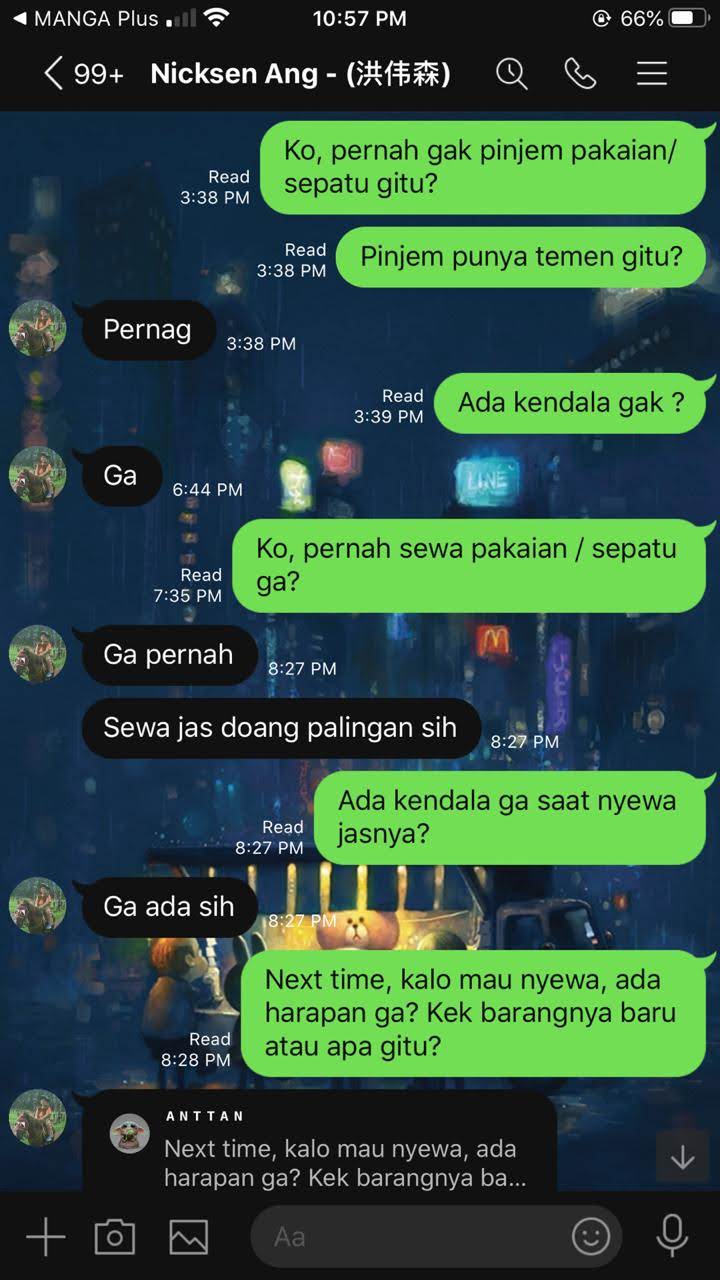 MANGA Plus
10:57 PM
66%
99+
Nicksen Ang - (洪伟森)
Ko, pernah gak pinjem pakaian/
sepatu gitu?
Read
3:38 PM
Pinjem punya temen gitu?
Read
3:38 PM
Pernag
3:38 PM
Ada kendala gak ?
Read
3:39 PM
Ga
6:44 PM
LINE
Ko, pernah sewa pakaian / sepatu
ga?
Read
7:35 PM
Ga pernah
8:27 PM
Sewa jas doang palingan sih
8:27 PM
Ada kendala ga saat nyewa
jasnya?
Read
8:27 PM
Ga ada sih
8:27 PM
Next time, kalo mau nyewa, ada
harapan ga? Kek barangnya baru
atau apa gitu?
Read
8:28 PM
ANTTAN
Next time, kalo mau nyewa, ada
harapan ga? Kek barangnya ba...
Aa